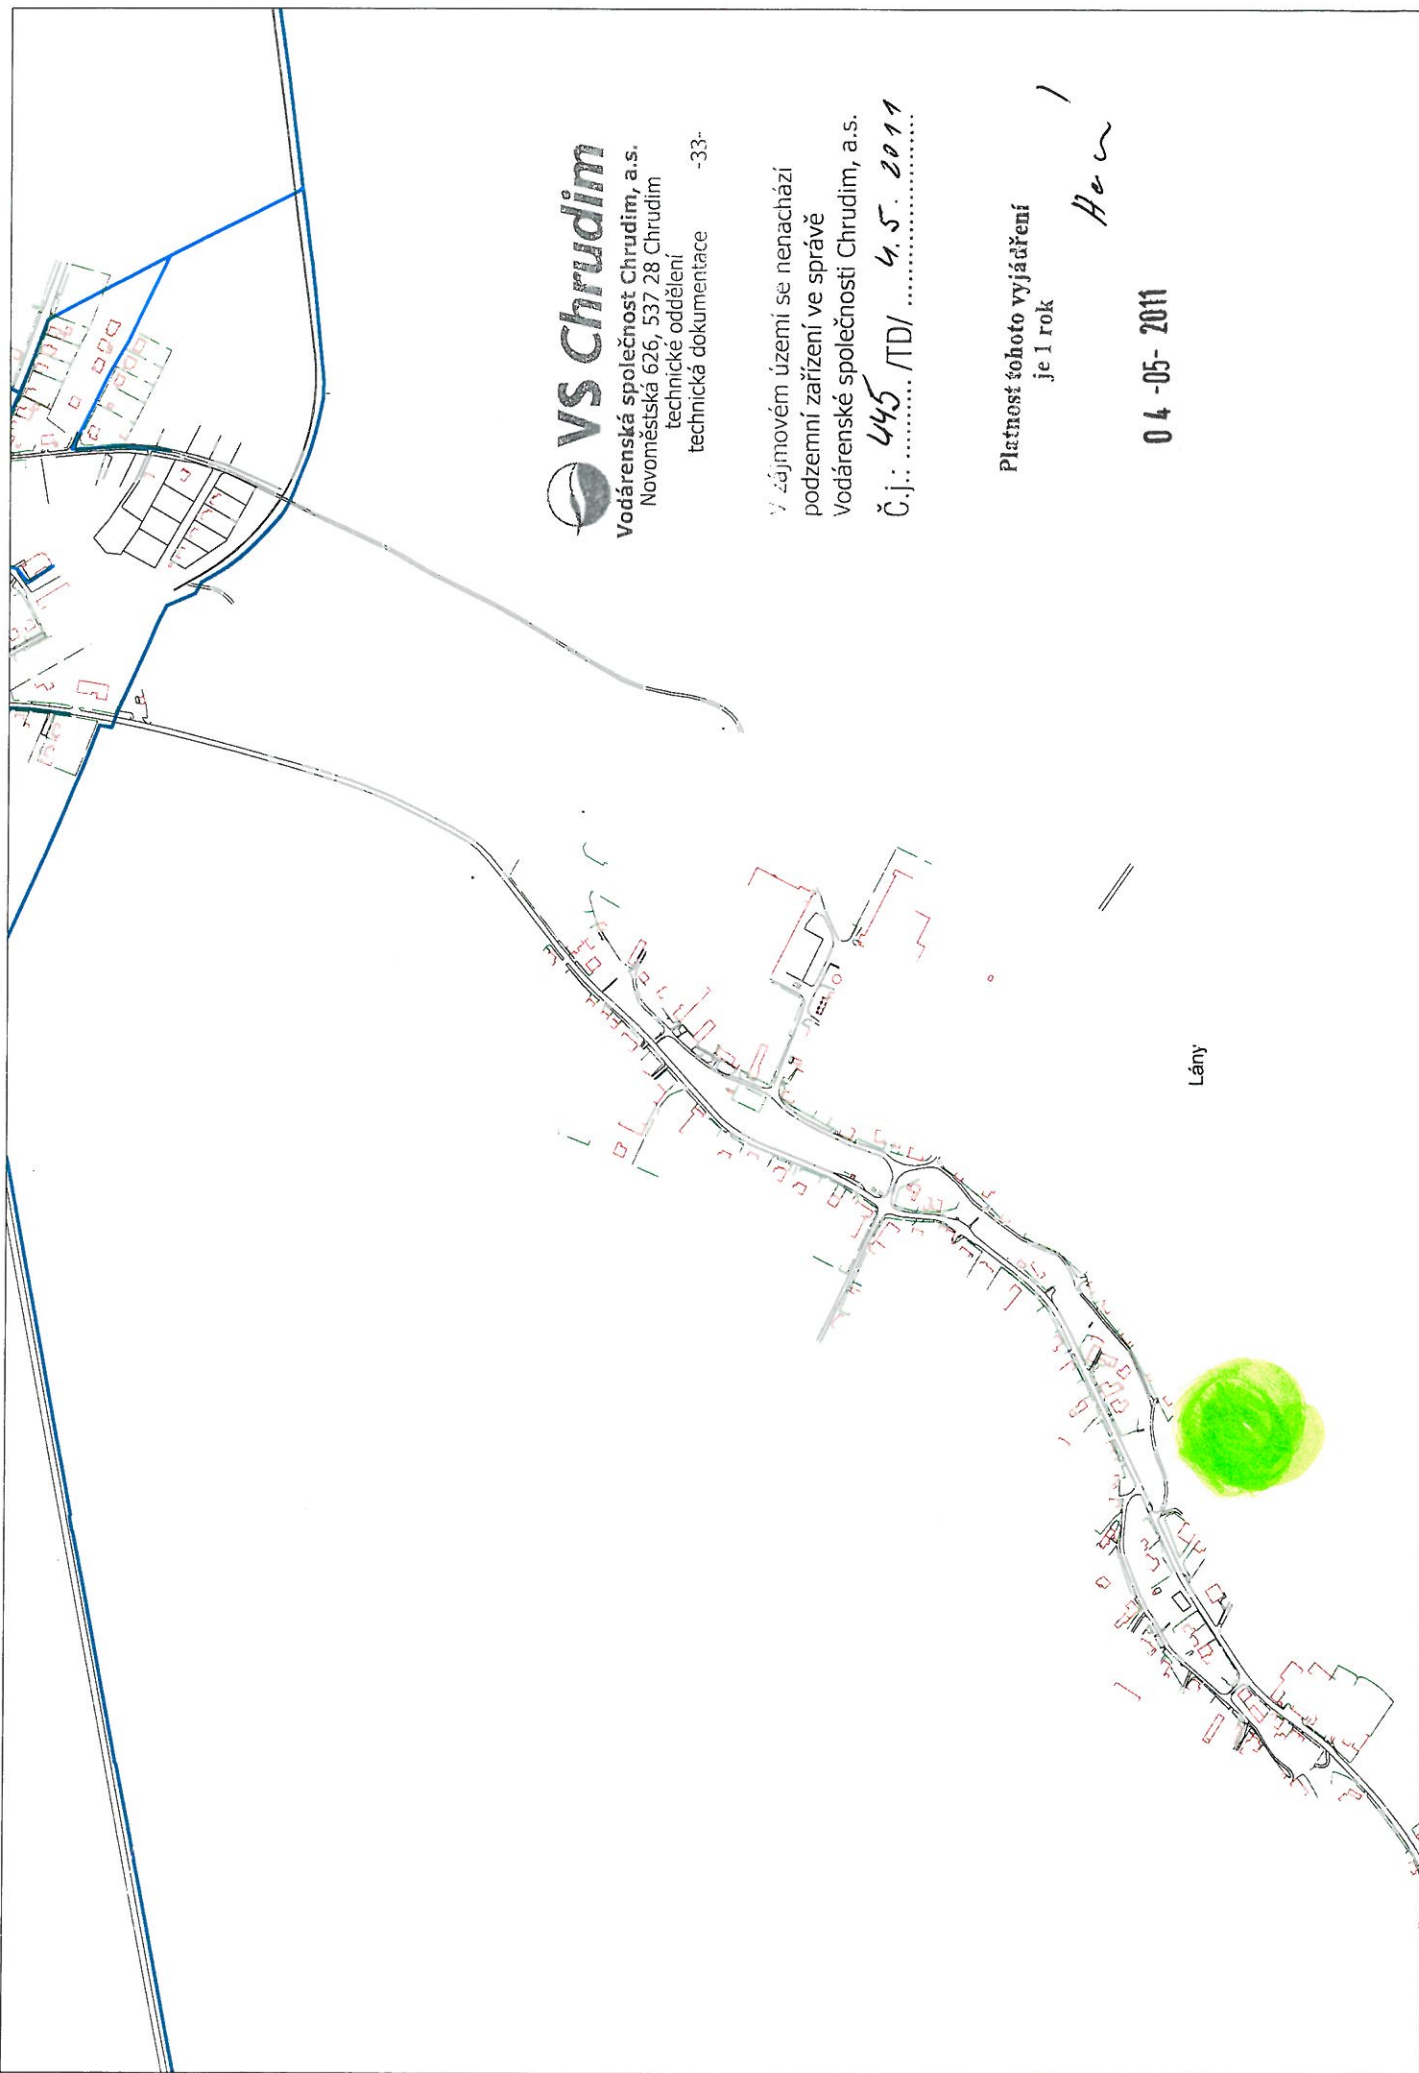 VS Chrudim
Vodárenská společnost Chrudim, a.s.
Novoměstská 626, 537 28 Chrudim
technické oddělení
technická dokumentace -33-
V zájmovém území se nenachází
podzemní zařízení ve správě
Vodárenské společnosti Chrudim, a.s.
Č.j.: 445 /TD/ 4.5. 2011
Platnost tohoto vyjádření
je 1 rok
04 -05- 2011
Lány